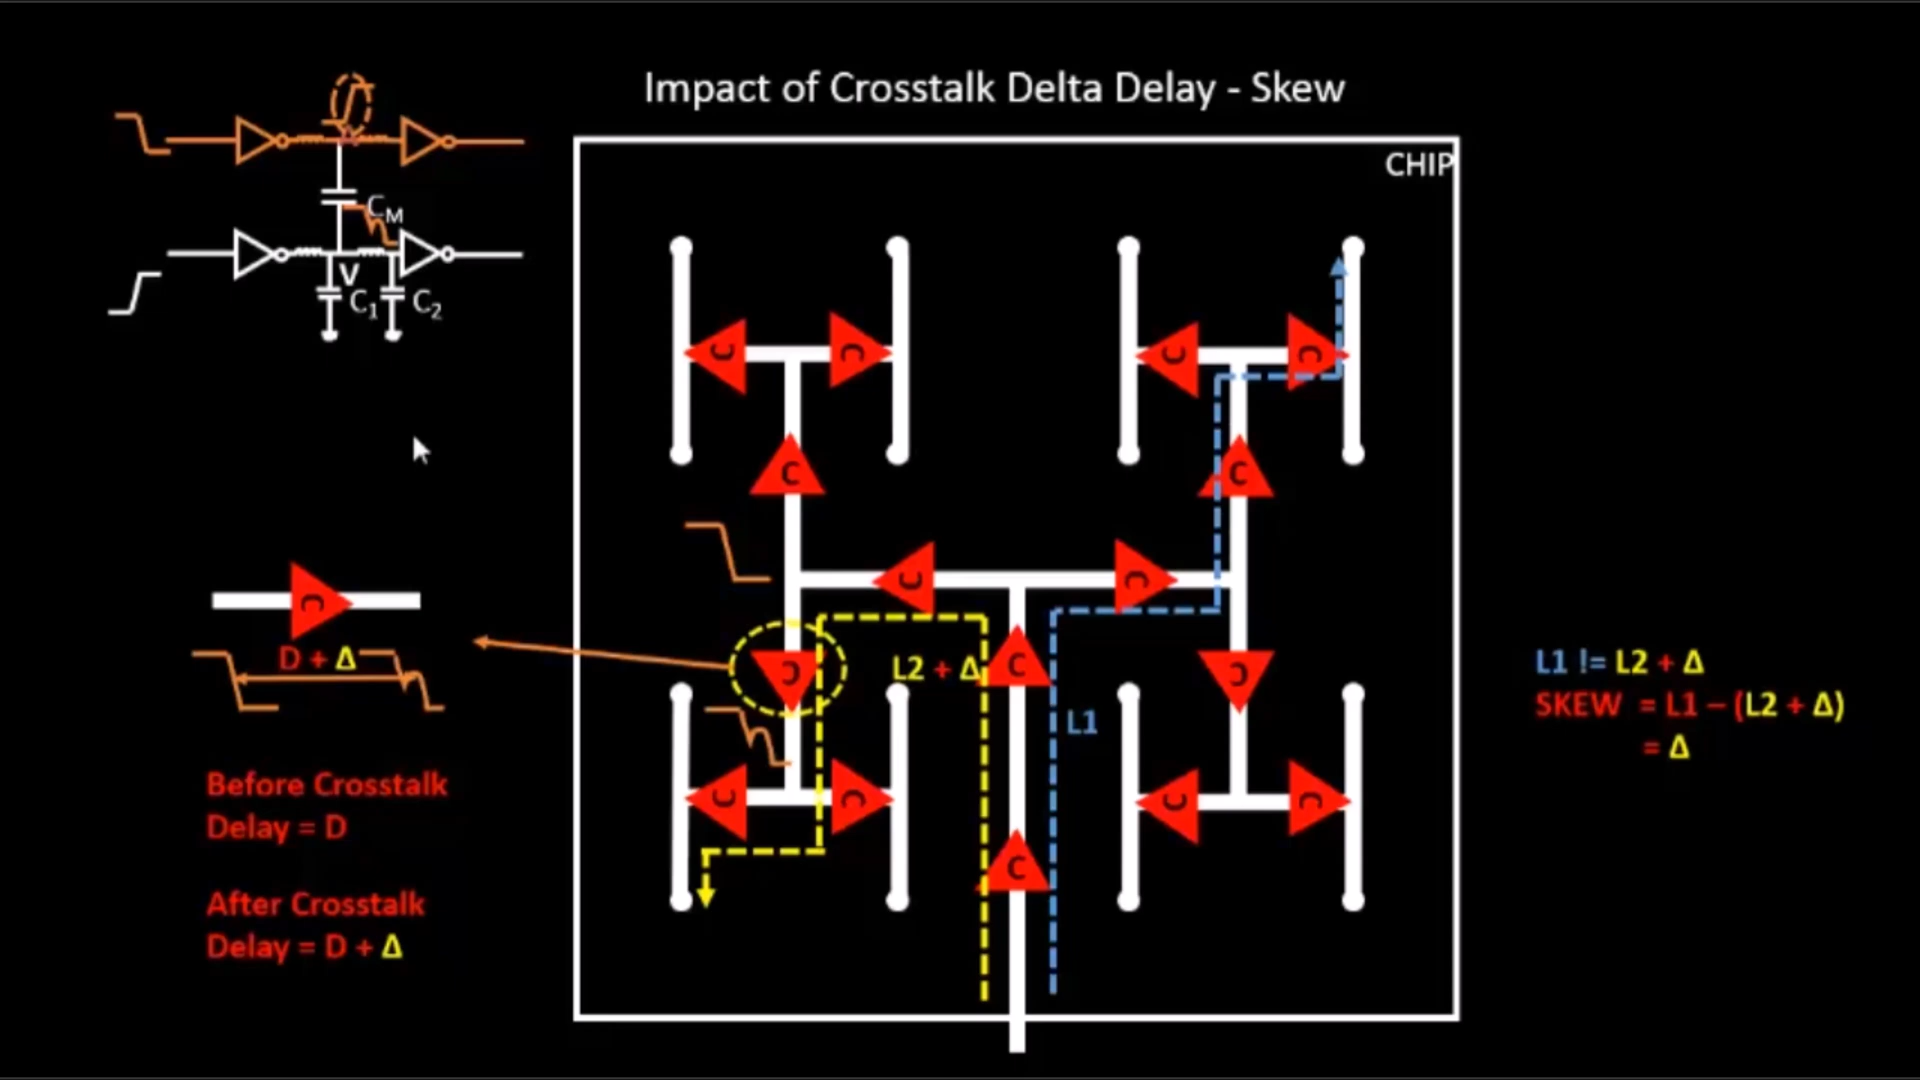 Impact of Crosstalk Delta Delay - Skew
CHIP
C_M
V
C_1
C_2
C
C
C
C
C
C
C
C
C
C
C
D + Δ
L2 + Δ
C
C
L1
L1 != L2 + Δ
SKEW = L1 – (L2 + Δ)
= Δ
Before Crosstalk
Delay = D
C
C
C
C
C
After Crosstalk
Delay = D + Δ